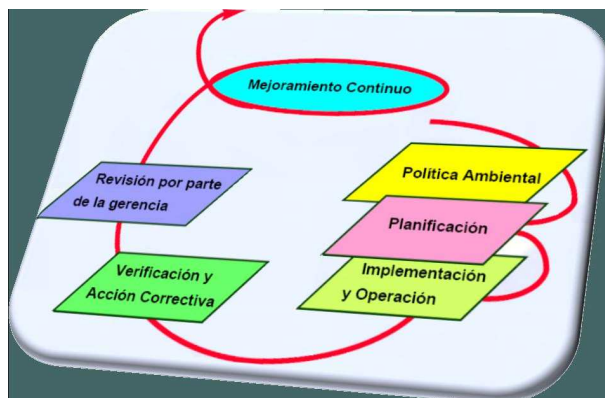 Mejoramiento Continuo
Política Ambiental
Planificación
Implementación
y Operación
Verificación y
Acción Correctiva
Revisión por parte
de la gerencia